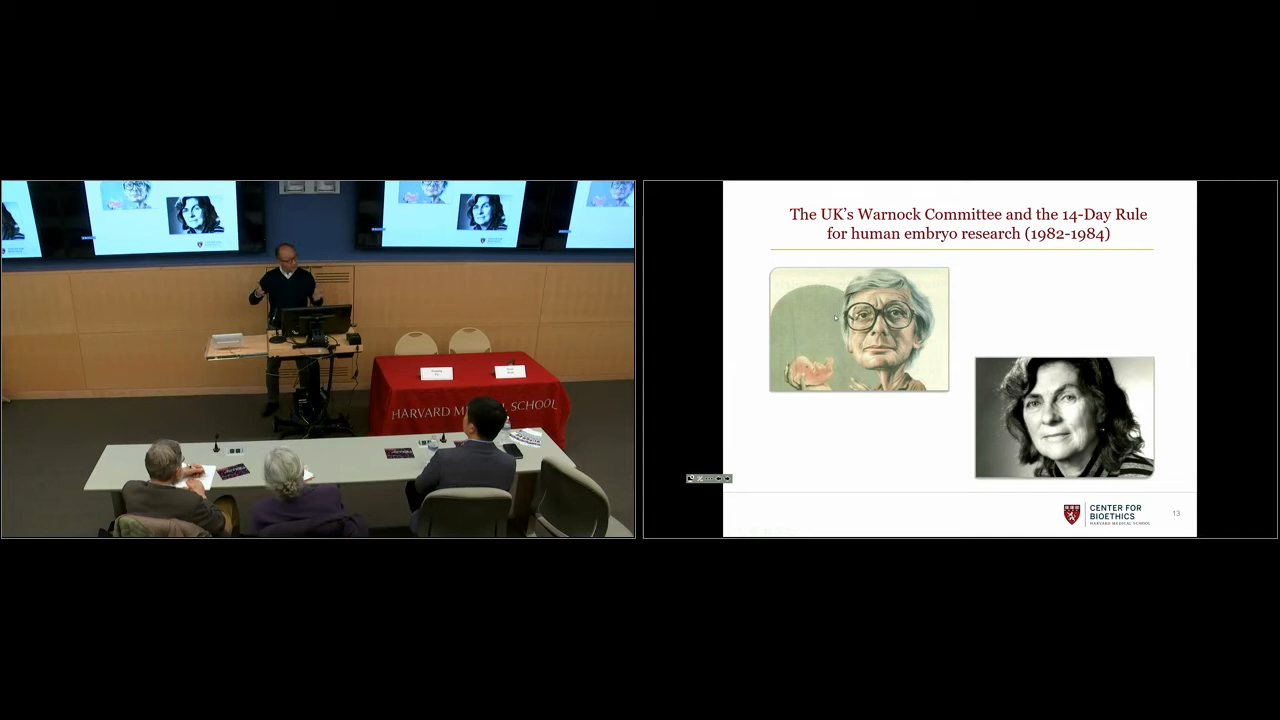 The UK’s Warnock Committee and the 14-Day Rule
for human embryo research (1982-1984)
CENTER FOR
BIOETHICS
HARVARD MEDICAL SCHOOL
13
HARVARD MEDICAL SCHOOL